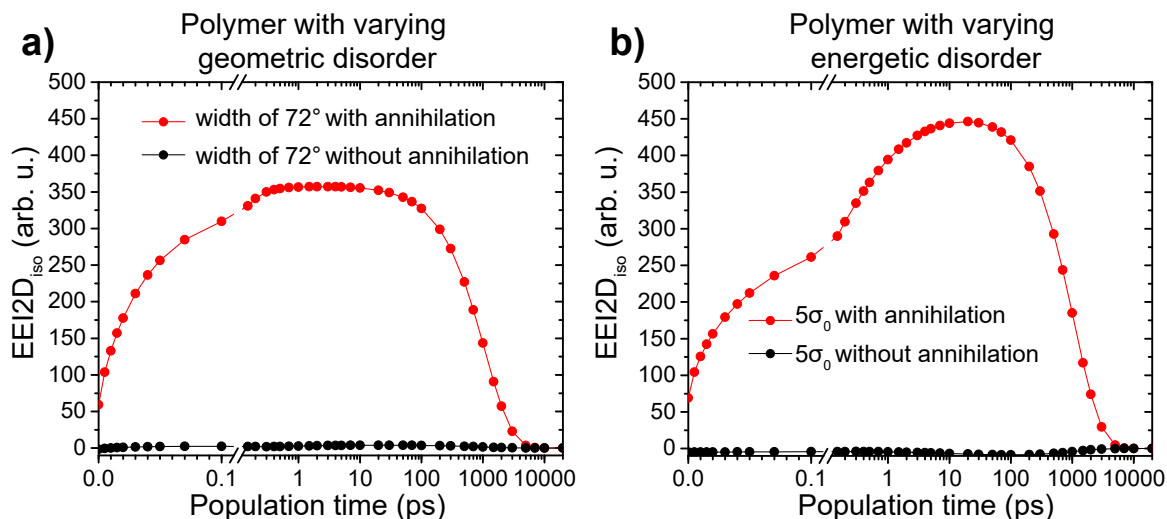 a)
Polymer with varying
geometric disorder
500
450
400
350
300
250
200
150
100
50
0
EEI2D_iso (arb. u.)
width of 72° with annihilation
width of 72° without annihilation
0.0
0.1
1
10
100
1000
10000
Population time (ps)
b)
Polymer with varying
energetic disorder
500
450
400
350
300
250
200
150
100
50
0
EEI2D_iso (arb. u.)
5σ₀ with annihilation
5σ₀ without annihilation
0.0
0.1
1
10
100
1000
10000
Population time (ps)